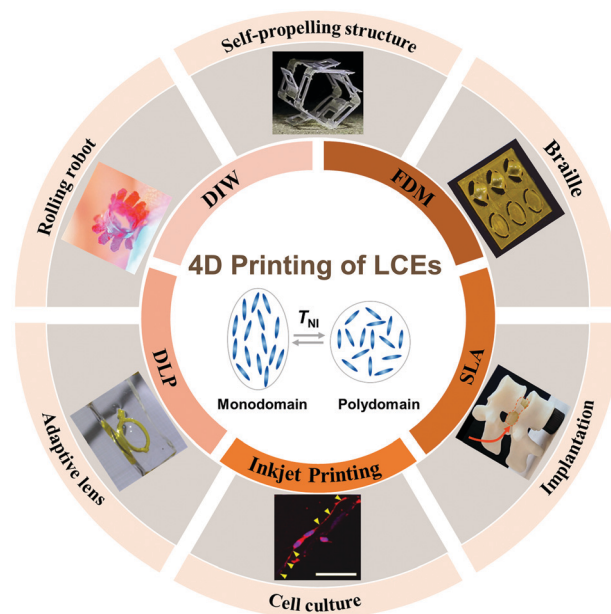 Self-propelling structure
Rolling robot
Braille
DIW
FDM
4D Printing of LCEs
T_NI
Monodomain
Polydomain
DLP
SLA
Inkjet Printing
Adaptive lens
Implantation
Cell culture